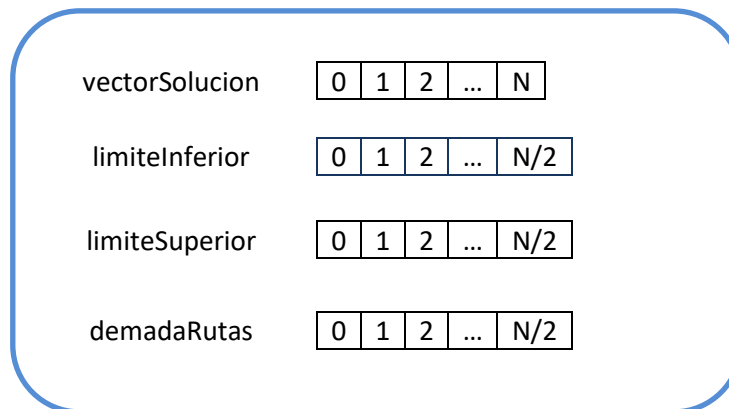 vectorSolucion 0 1 2 ... N
limiteInferior 0 1 2 ... N/2
limiteSuperior 0 1 2 ... N/2
demadaRutas 0 1 2 ... N/2